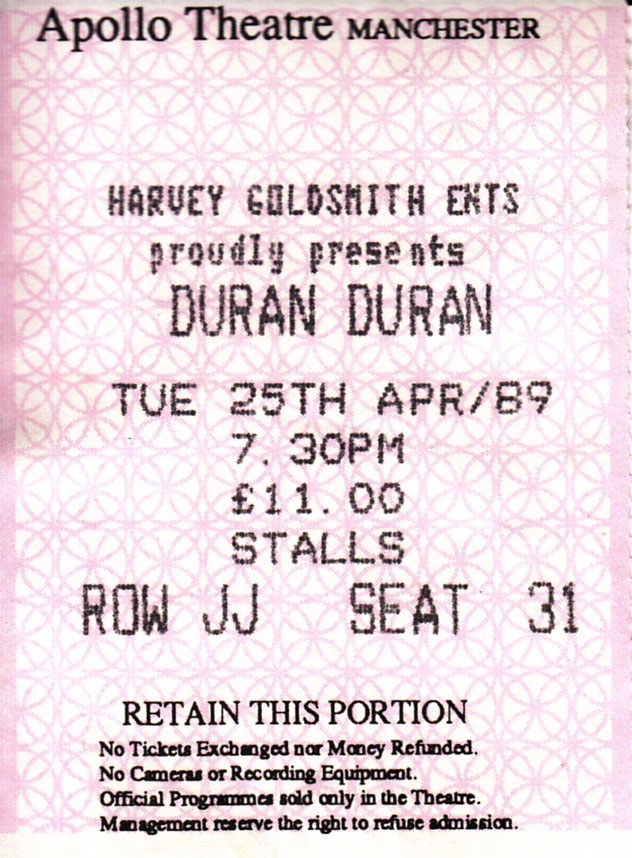 Apollo Theatre MANCHESTER
HARVEY GOLDSMITH ENTS
proudly presents
DURAN DURAN
TUE 25TH APR/89
7.30PM
£11.00
STALLS
ROW JJ SEAT 31
RETAIN THIS PORTION
No Tickets Exchanged nor Money Refunded.
No Cameras or Recording Equipment.
Official Programmes sold only in the Theatre.
Management reserve the right to refuse admission.